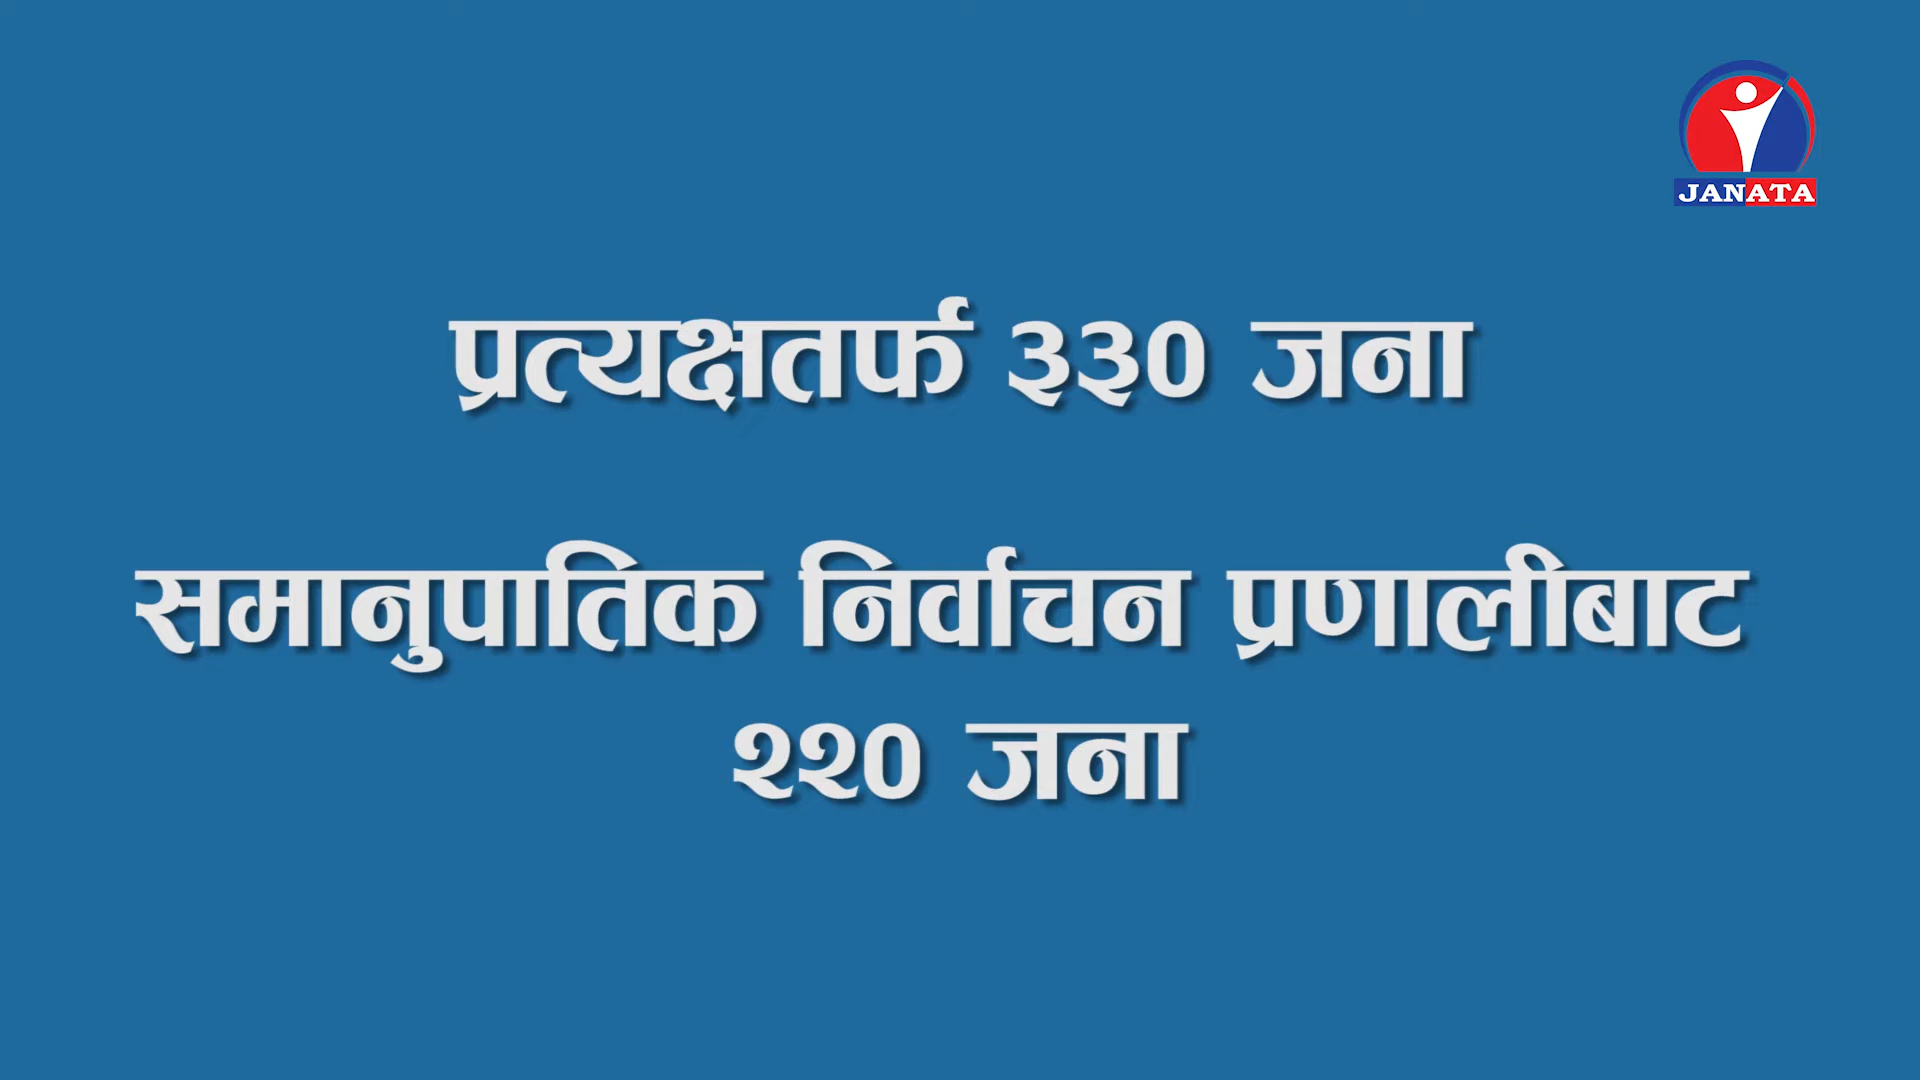 JANATA
प्रत्यक्षतर्फ ३३० जना
समानुपातिक निर्वाचन प्रणालीबाट
२२० जना